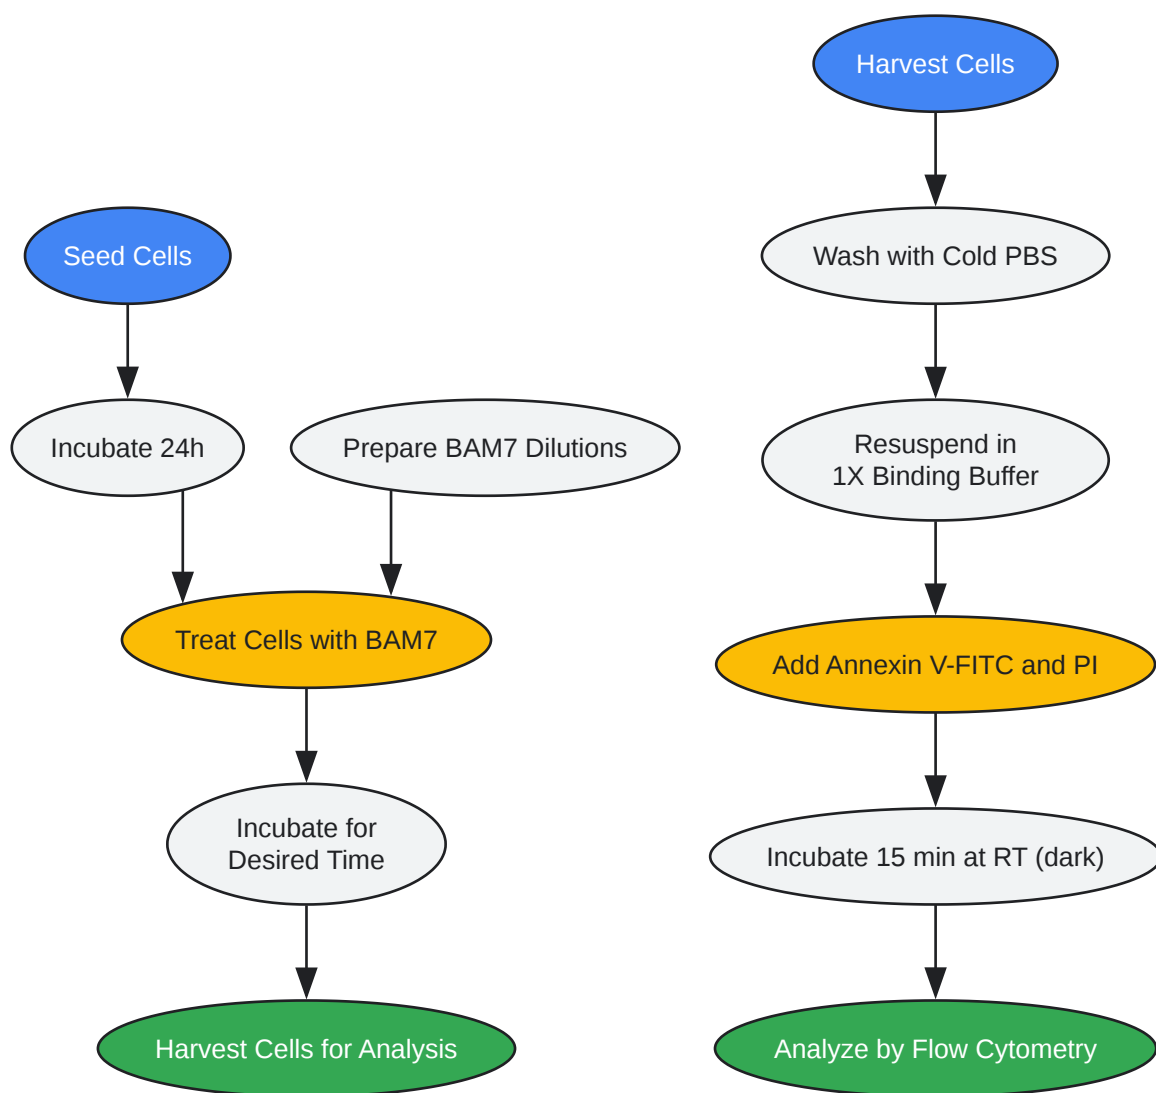 Seed Cells
Incubate 24h
Prepare BAM7 Dilutions
Treat Cells with BAM7
Incubate for
Desired Time
Harvest Cells for Analysis
Harvest Cells
Wash with Cold PBS
Resuspend in
1X Binding Buffer
Add Annexin V-FITC and PI
Incubate 15 min at RT (dark)
Analyze by Flow Cytometry